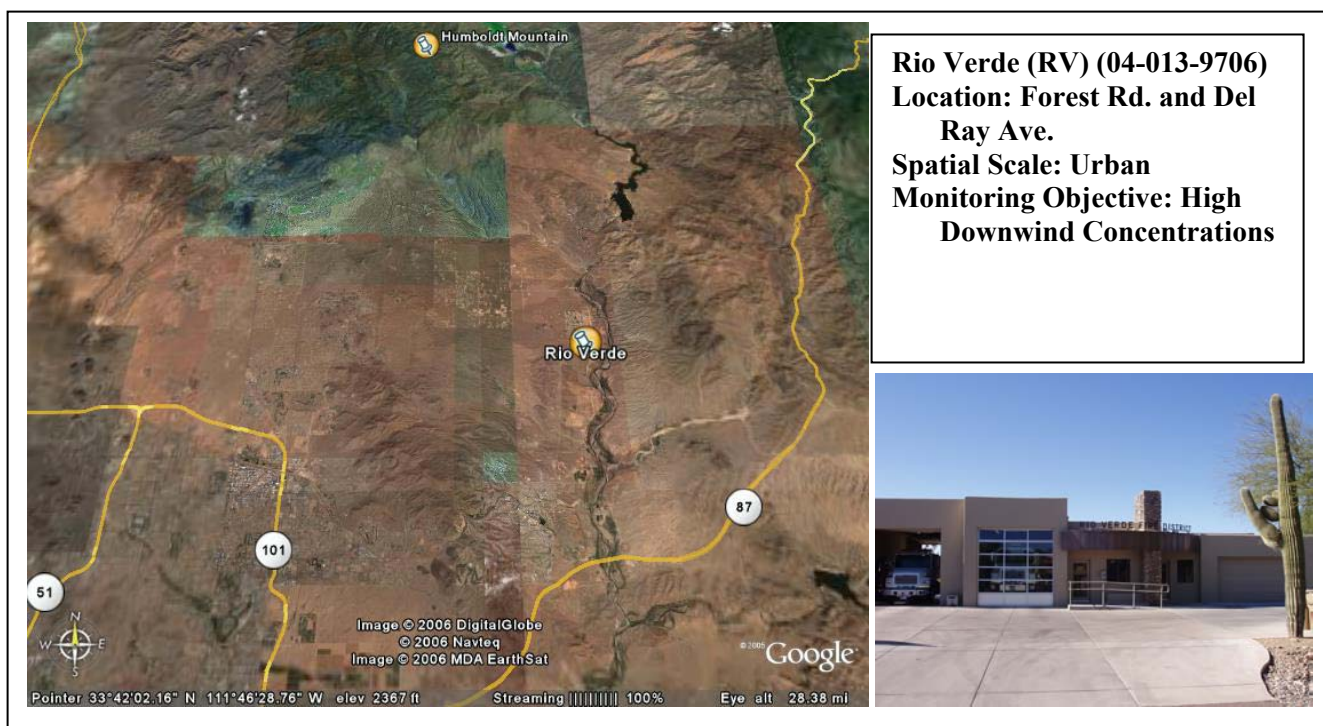 Humboldt Mountain
Rio Verde
87
101
51
N
W E
S
Image © 2006 DigitalGlobe
© 2006 Navteq
Image © 2006 MDA EarthSat
©2005 Google™
Pointer 33°42'02.16" N 111°46'28.76" W elev 2367 ft Streaming |||||||||| 100% Eye alt 28.38 mi
Rio Verde (RV) (04-013-9706)
Location: Forest Rd. and Del
Ray Ave.
Spatial Scale: Urban
Monitoring Objective: High
Downwind Concentrations
RIO VERDE FIRE DISTRICT